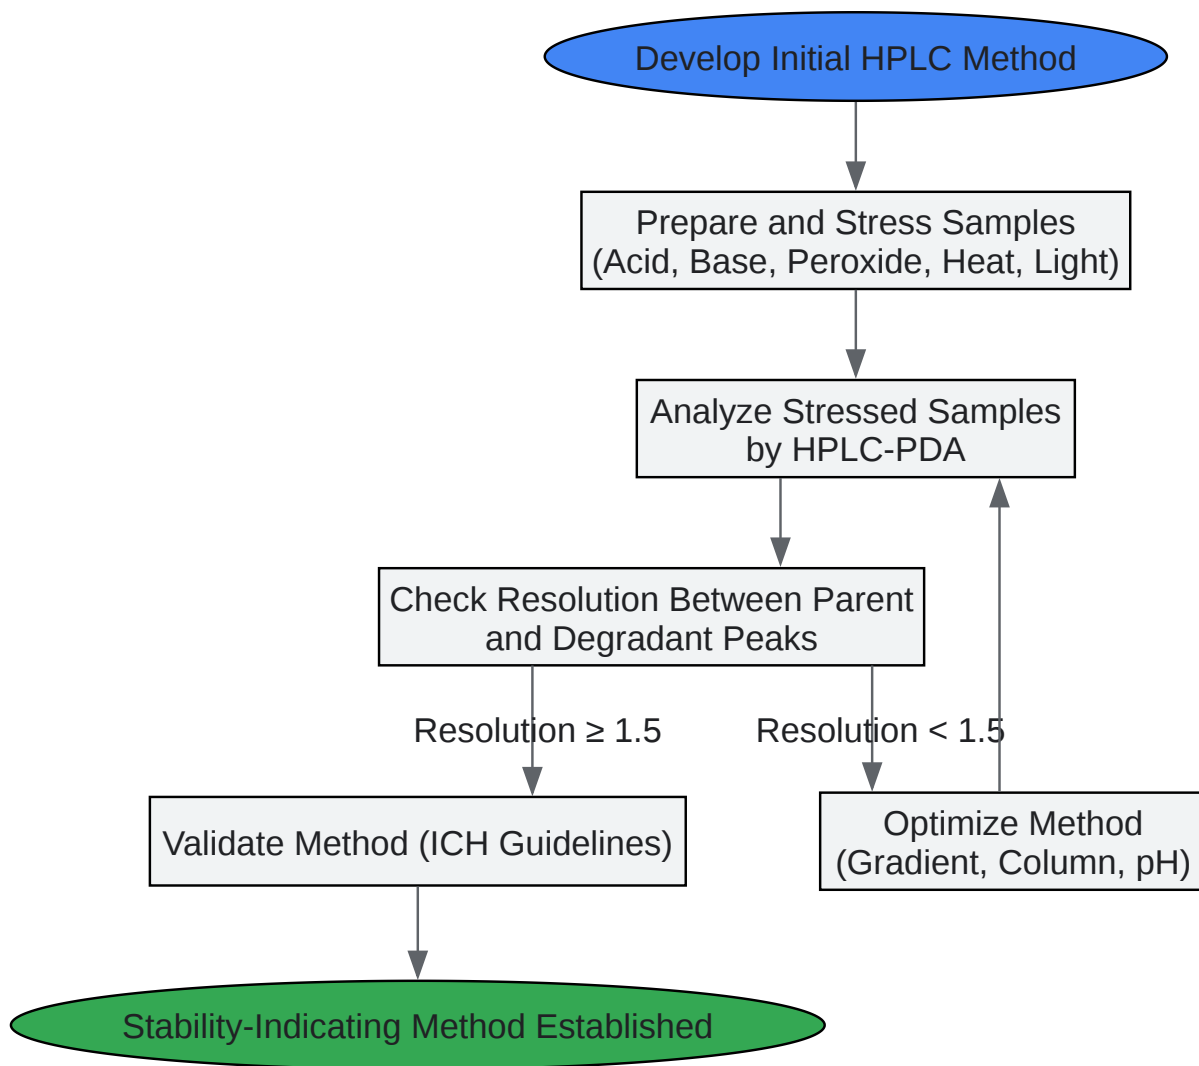 Develop Initial HPLC Method
Prepare and Stress Samples
(Acid, Base, Peroxide, Heat, Light)
Analyze Stressed Samples
by HPLC-PDA
Check Resolution Between Parent
and Degradant Peaks
Resolution ≥ 1.5
Resolution < 1.5
Validate Method (ICH Guidelines)
Optimize Method
(Gradient, Column, pH)
Stability-Indicating Method Established